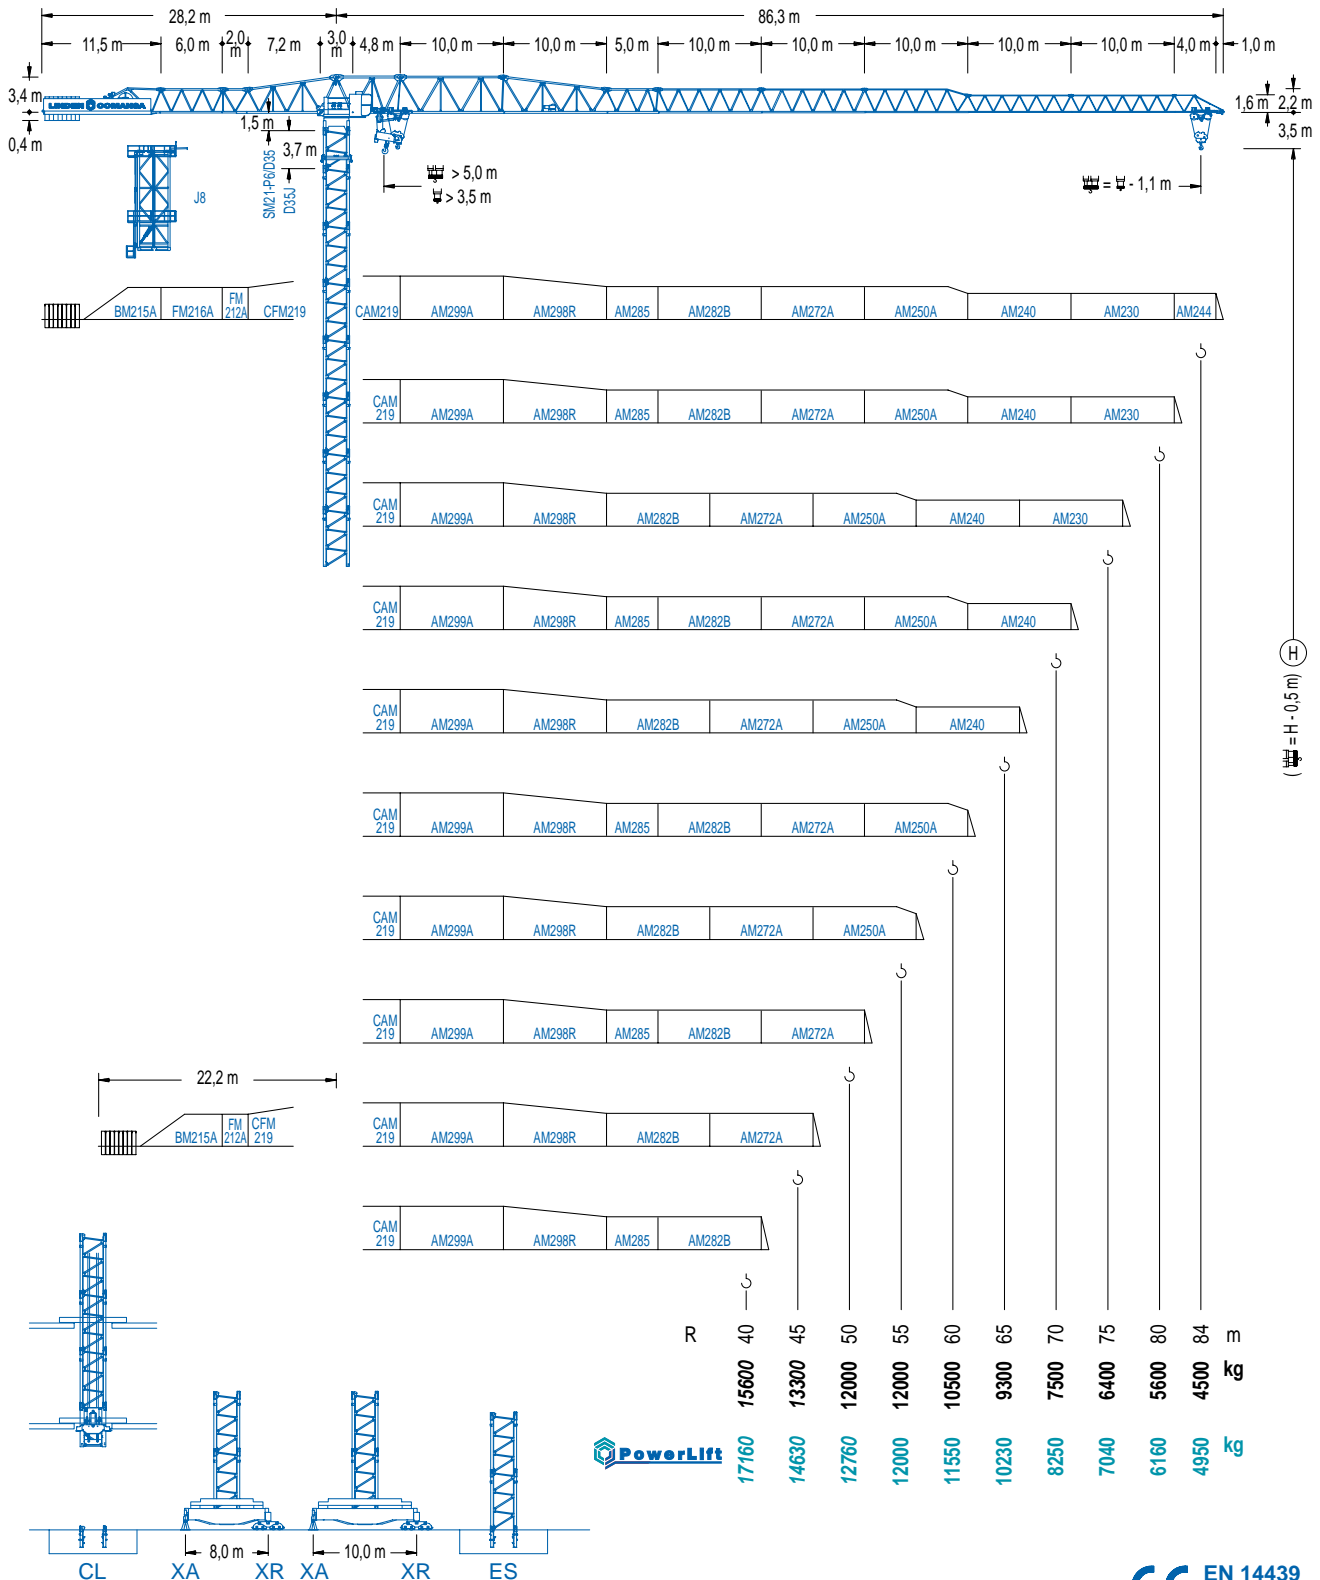 28,2 m 86,3 m
11,5 m 6,0 m 2,0 m 7,2 m 3,0 m 4,8 m 10,0 m 10,0 m 5,0 m 10,0 m 10,0 m 10,0 m 10,0 m 10,0 m 4,0 m 1,0 m
3,4 m
LINDEN COMANSA
0,4 m
1,5 m
3,7 m
SM21-P6/D35
D35J
J8
1,6 m 2,2 m
3,5 m
> 5,0 m
> 3,5 m
= - 1,1 m
BM215A FM216A FM 212A CFM219 CAM219 AM299A AM298R AM285 AM282B AM272A AM250A AM240 AM230 AM244
CAM 219 AM299A AM298R AM285 AM282B AM272A AM250A AM240 AM230
CAM 219 AM299A AM298R AM282B AM272A AM250A AM240 AM230
CAM 219 AM299A AM298R AM285 AM282B AM272A AM250A AM240
H
( = H - 0,5 m)
CAM 219 AM299A AM298R AM282B AM272A AM250A AM240
CAM 219 AM299A AM298R AM285 AM282B AM272A AM250A
CAM 219 AM299A AM298R AM282B AM272A AM250A
CAM 219 AM299A AM298R AM285 AM282B AM272A
22,2 m
BM215A FM 212A CFM 219 CAM 219 AM299A AM298R AM282B AM272A
CAM 219 AM299A AM298R AM285 AM282B
R 40 45 50 55 60 65 70 75 80 84 m
15600 13300 12000 12000 10500 9300 7500 6400 5600 4500 kg
PowerLift 17160 14630 12760 12000 11550 10230 8250 7040 6160 4950 kg
8,0 m 10,0 m
CL XA XR XA XR ES
CE EN 14439